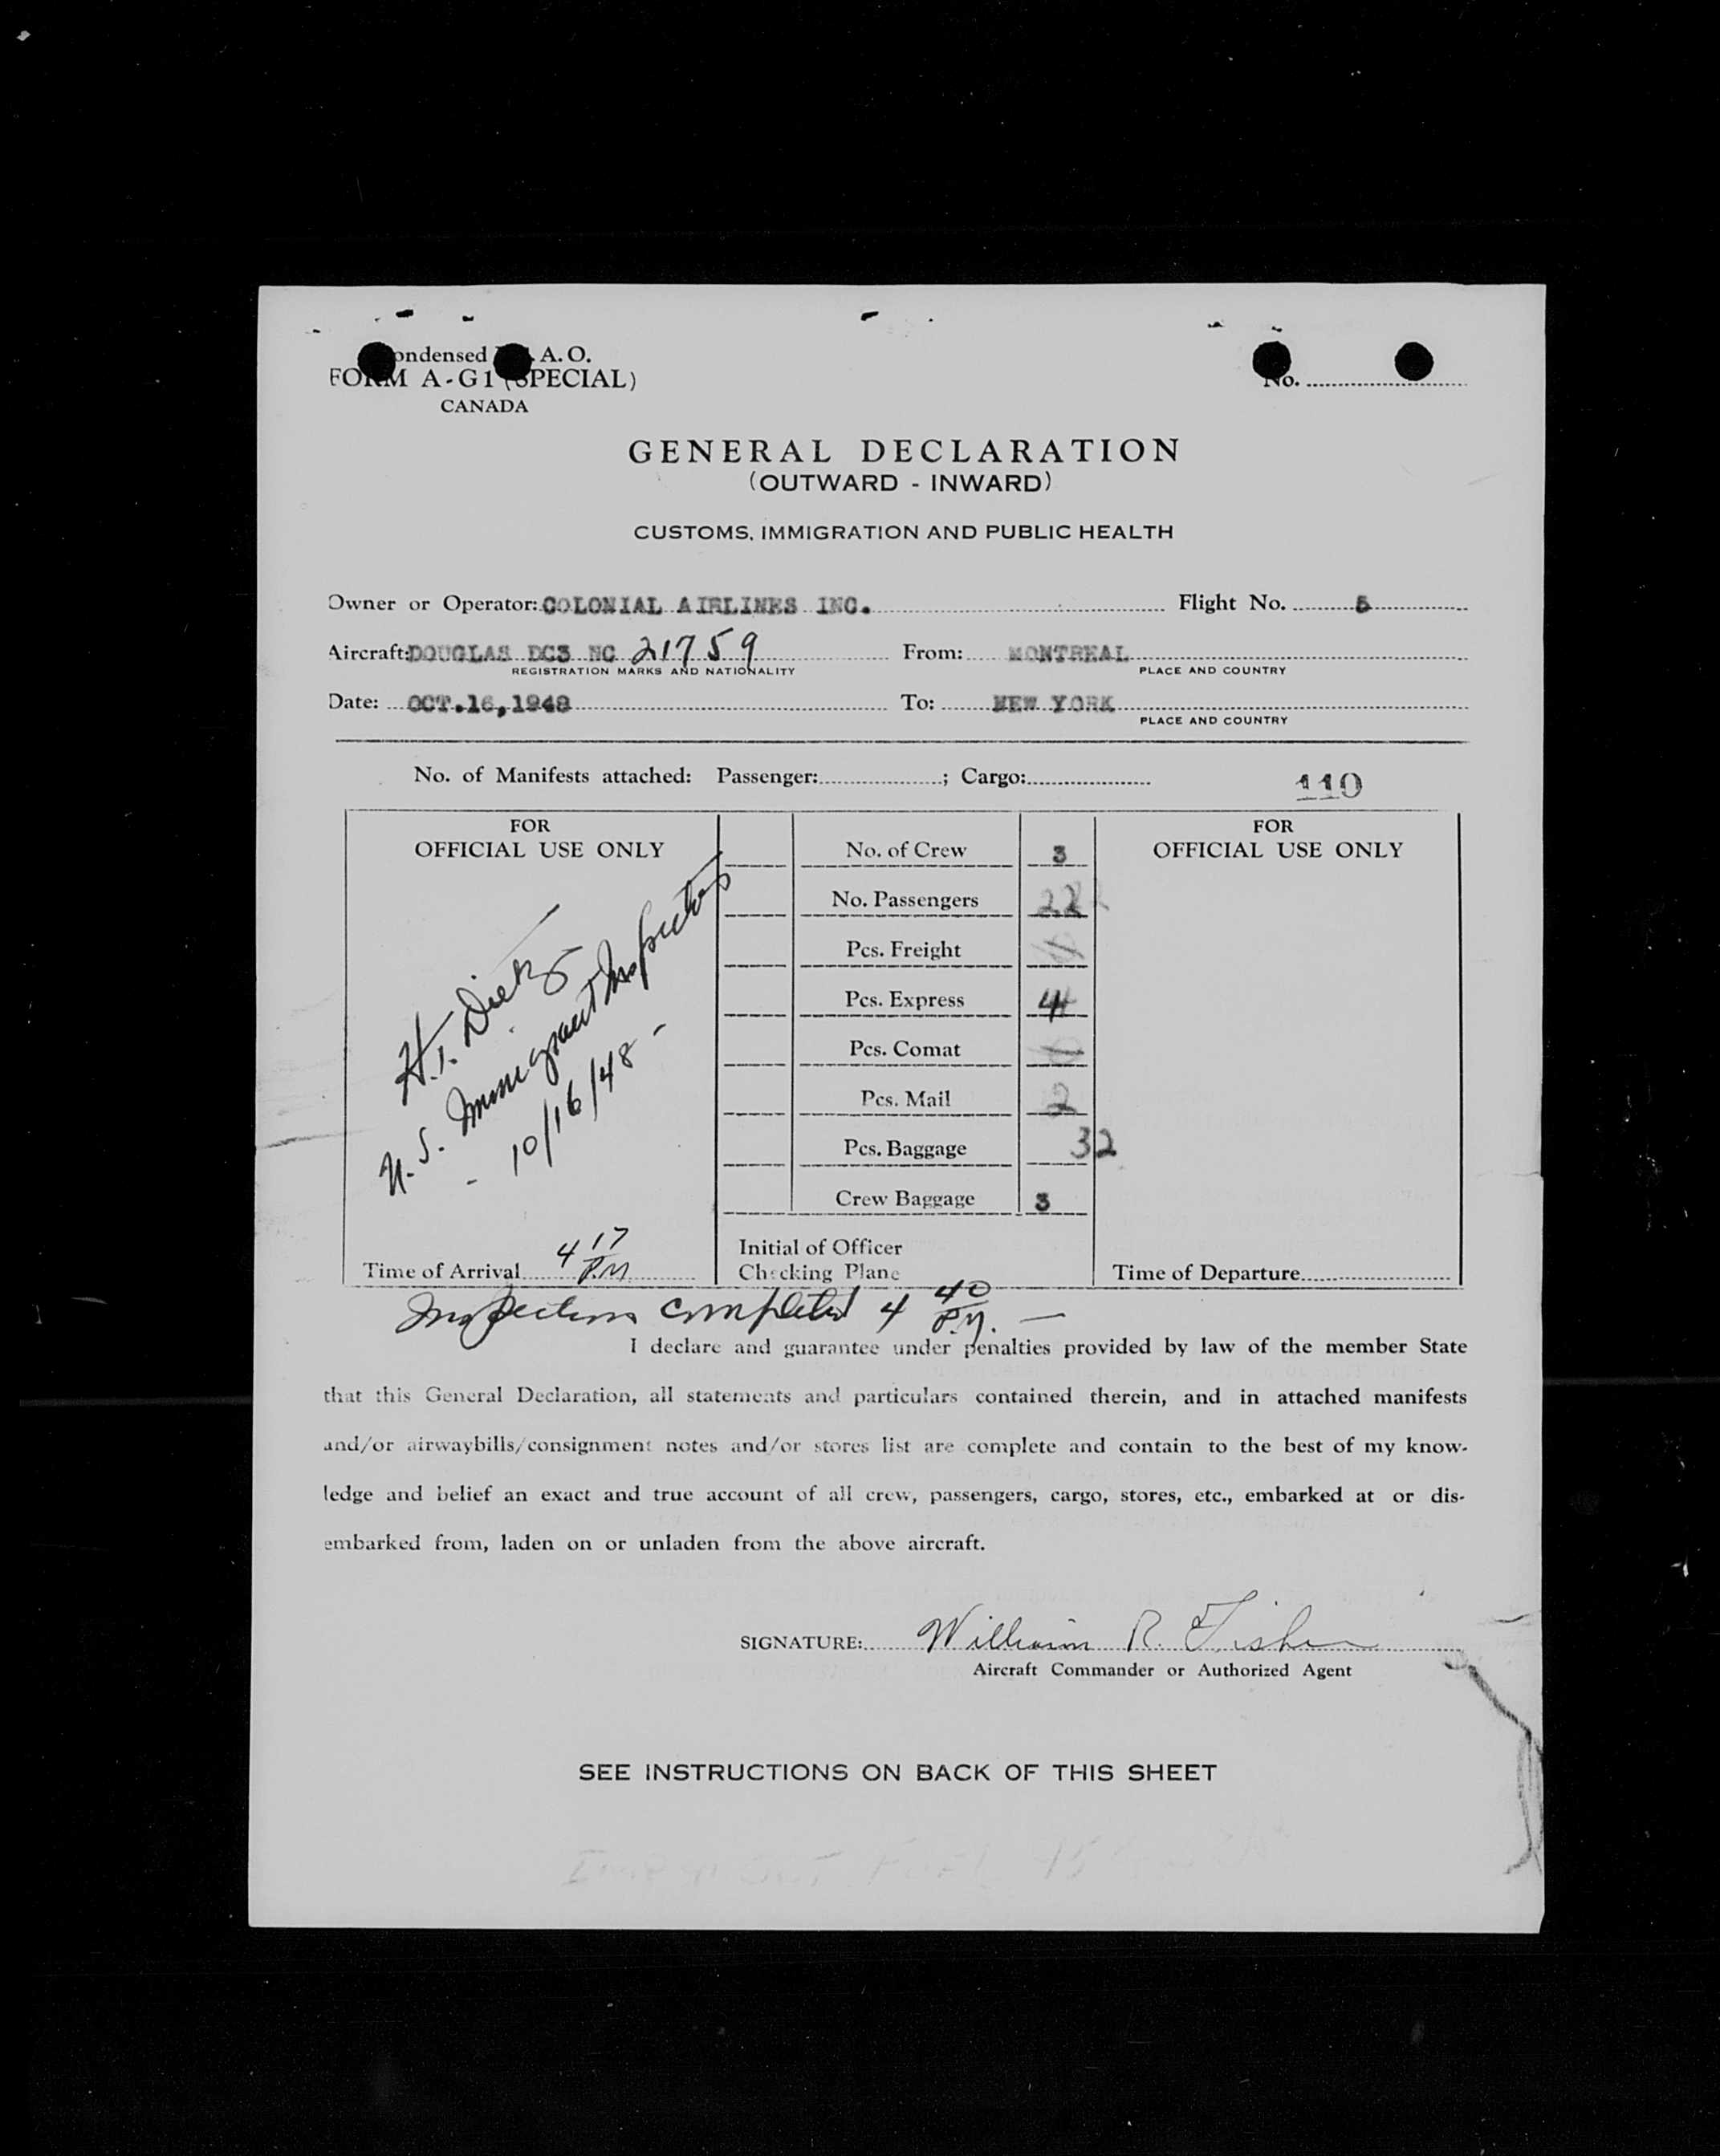 ondensed A. O.
FORM A-G1 (SPECIAL)
CANADA
No.
GENERAL DECLARATION
(OUTWARD - INWARD)
CUSTOMS, IMMIGRATION AND PUBLIC HEALTH
Owner or Operator: COLONIAL AIRLINES INC. Flight No. 5
Aircraft: DOUGLAS DC3 NC 21759 From: MONTREAL
REGISTRATION MARKS AND NATIONALITY PLACE AND COUNTRY
Date: OCT.16,1948 To: NEW YORK
PLACE AND COUNTRY
No. of Manifests attached: Passenger: ; Cargo:
110
FOR
OFFICIAL USE ONLY
H.I. Dietz
U.S. Immigrant Inspector
- 10/16/48 -
Time of Arrival 4 17 P.M.
No. of Crew 3
No. Passengers 22
Pcs. Freight
Pcs. Express 4
Pcs. Comat
Pcs. Mail 2
Pcs. Baggage 32
Crew Baggage 3
Initial of Officer
Checking Plane
FOR
OFFICIAL USE ONLY
Time of Departure
Inspection completed 4 40 P.M. —
I declare and guarantee under penalties provided by law of the member State
that this General Declaration, all statements and particulars contained therein, and in attached manifests
and/or airwaybills/consignment notes and/or stores list are complete and contain to the best of my know-
ledge and belief an exact and true account of all crew, passengers, cargo, stores, etc., embarked at or dis-
embarked from, laden on or unladen from the above aircraft.
SIGNATURE: William R. Fisher
Aircraft Commander or Authorized Agent
SEE INSTRUCTIONS ON BACK OF THIS SHEET